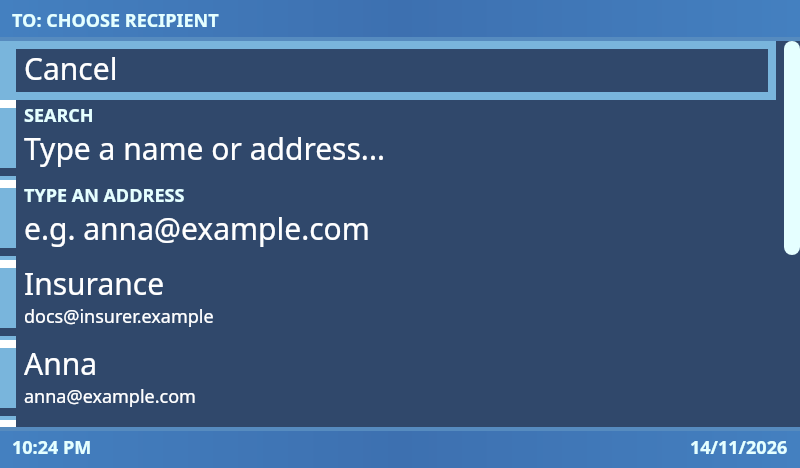 TO: CHOOSE RECIPIENT
Cancel
SEARCH
Type a name or address...
TYPE AN ADDRESS
e.g. anna@example.com
Insurance
docs@insurer.example
Anna
anna@example.com
10:24 PM
14/11/2026